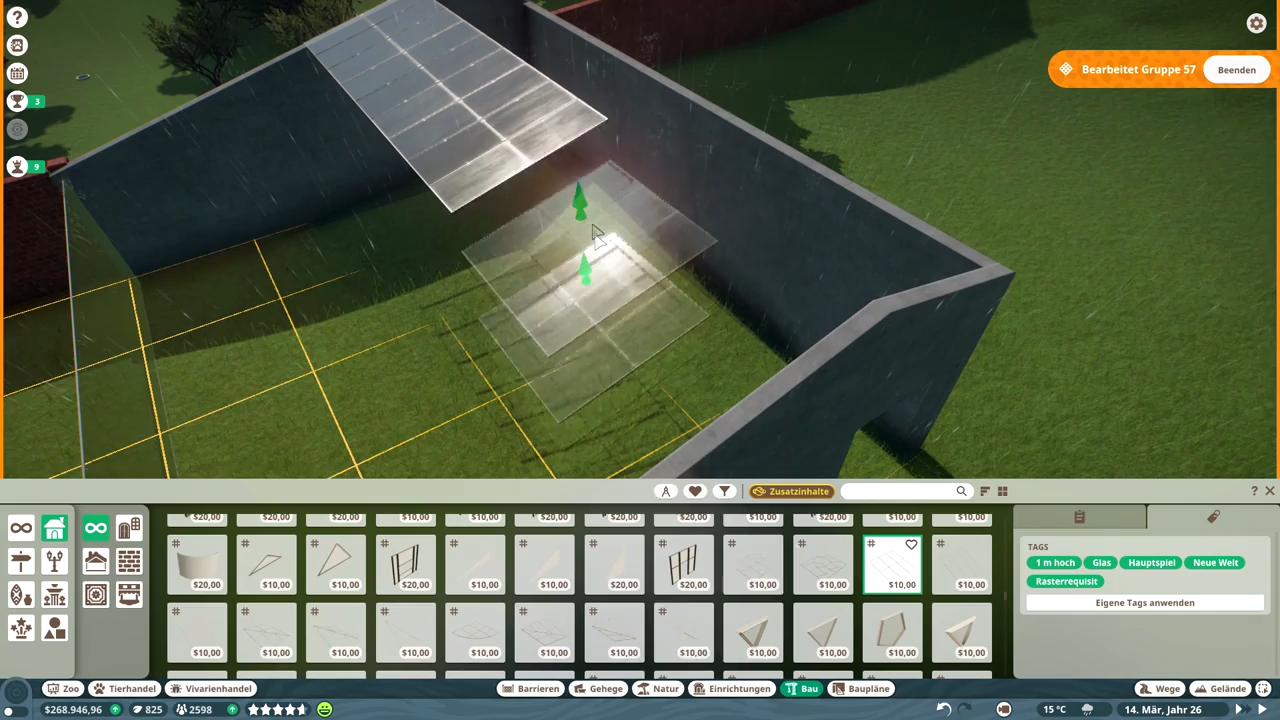 ?
3
9
Bearbeitet Gruppe 57
Beenden
Zusatzinhalte
?
$20,00 $20,00 $20,00 $10,00 $10,00 $20,00 $20,00 $20,00 $20,00 $20,00 $10,00 $10,00
$20,00 $10,00 $10,00 $20,00 $10,00 $10,00 $10,00 $20,00 $10,00 $10,00 $10,00 $10,00
$10,00 $10,00 $10,00 $10,00 $10,00 $10,00 $10,00 $10,00 $10,00 $10,00 $10,00 $10,00
TAGS
1 m hoch Glas Hauptspiel Neue Welt
Rasterrequisit
Eigene Tags anwenden
Zoo Tierhandel Vivarienhandel Barrieren Gehege Natur Einrichtungen Bau Baupläne Wege Gelände
$268.946,96 825 2598 15 °C 14. Mär, Jahr 26